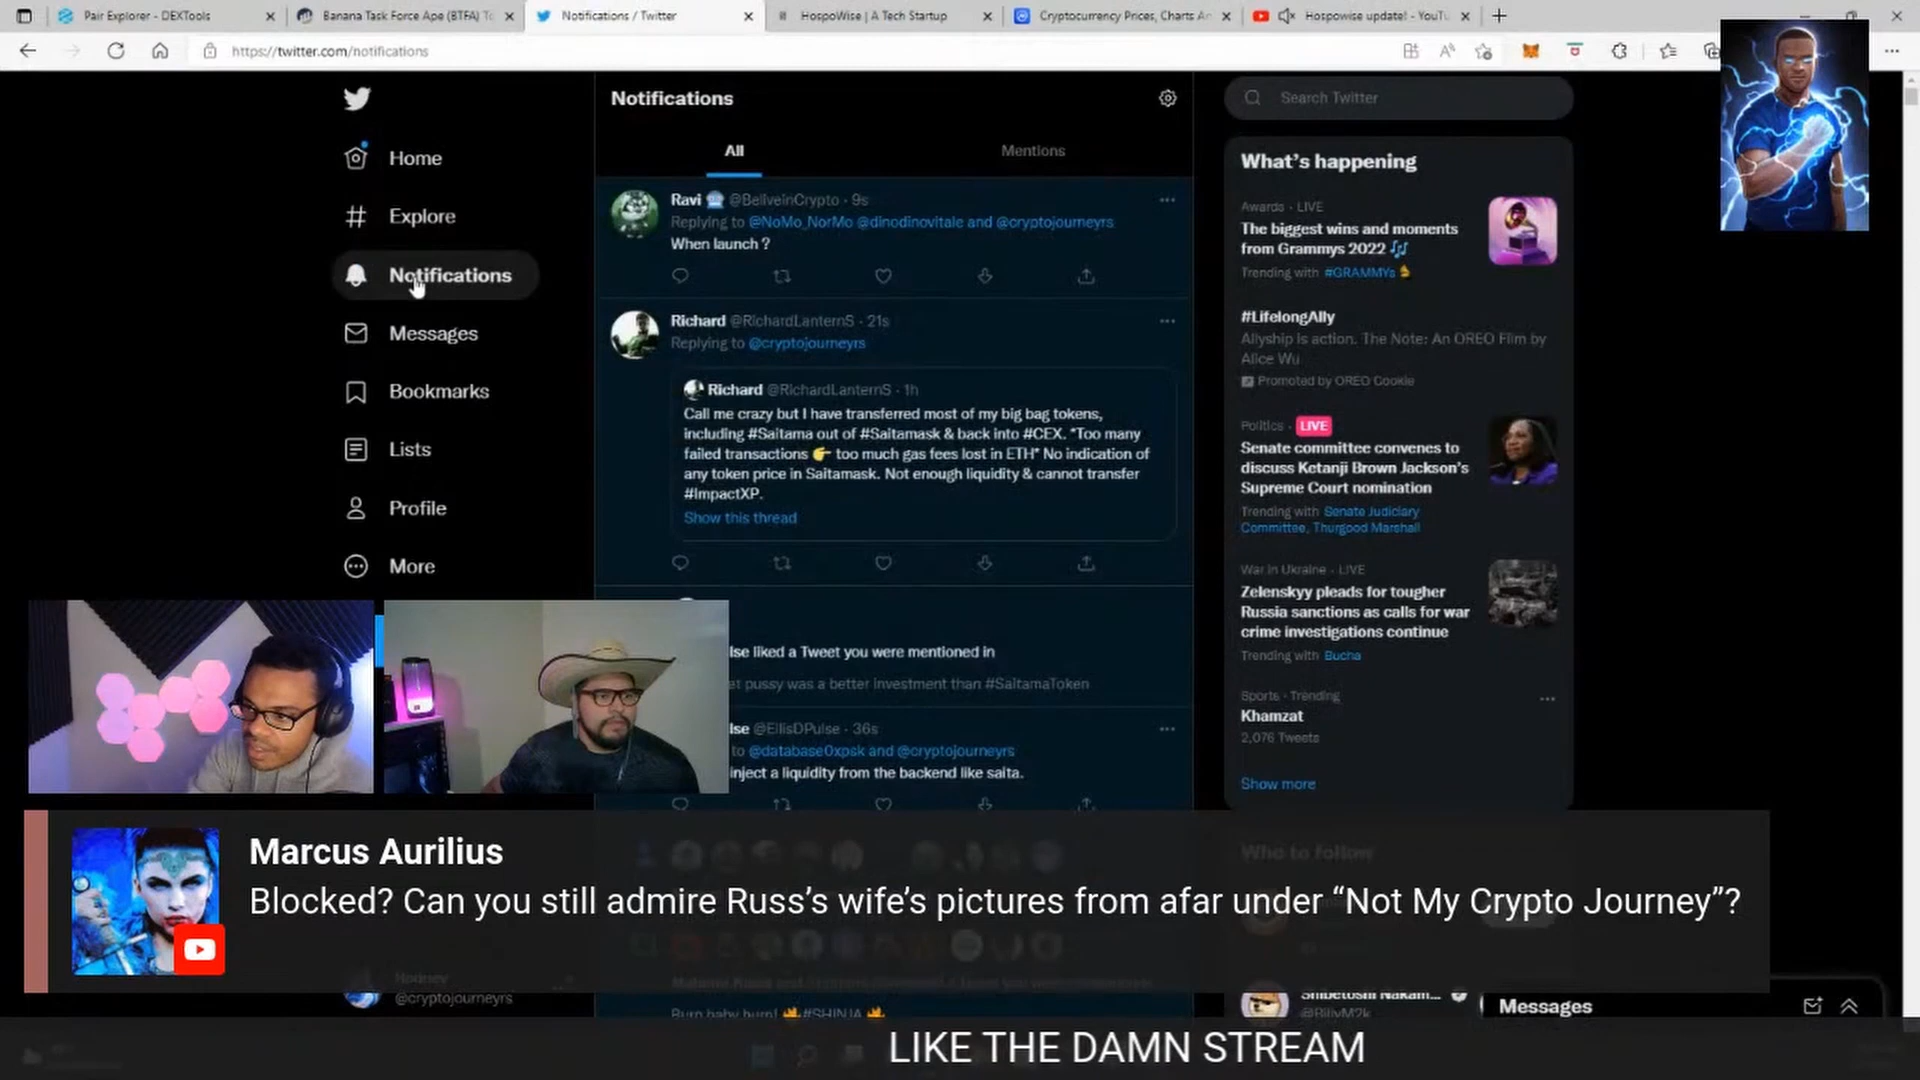 Pair Explorer - DEXTools
Banana Task Force Ape (BTFA) To
Notifications / Twitter
HospoWise | A Tech Startup
Cryptocurrency Prices, Charts An
Hospowise update! - YouTu
https://twitter.com/notifications
Home
Explore
Notifications
Messages
Bookmarks
Lists
Profile
More
Notifications
All
Mentions
Ravi @BeliveinCrypto · 9s
Replying to @NoMo_NorMo @dinodinovitale and @cryptojourneyrs
When launch ?
Richard @RichardLanternS · 21s
Replying to @cryptojourneyrs
Richard @RichardLanternS · 1h
Call me crazy but I have transferred most of my big bag tokens,
including #Saitama out of #Saitamask & back into #CEX. *Too many
failed transactions 👉 too much gas fees lost in ETH* No indication of
any token price in Saitamask. Not enough liquidity & cannot transfer
#ImpactXP.
Show this thread
lse liked a Tweet you were mentioned in
et pussy was a better investment than #SaitamaToken
lse @EllisDPulse · 36s
to @database0xpsk and @cryptojourneyrs
inject a liquidity from the backend like saita.
Burn baby burn! 🔥#SHINJA 🔥
Search Twitter
What's happening
Awards · LIVE
The biggest wins and moments
from Grammys 2022 🎶
Trending with #GRAMMYs
#LifelongAlly
Allyship is action. The Note: An OREO Film by
Alice Wu
Promoted by OREO Cookie
Politics · LIVE
Senate committee convenes to
discuss Ketanji Brown Jackson's
Supreme Court nomination
Trending with Senate Judiciary
Committee, Thurgood Marshall
War in Ukraine · LIVE
Zelenskyy pleads for tougher
Russia sanctions as calls for war
crime investigations continue
Trending with Bucha
Sports · Trending
Khamzat
2,076 Tweets
Show more
Who to follow
Shibetoshi Nakam...
@BillyM2k
Messages
Rodney
@cryptojourneyrs
Marcus Aurilius
Blocked? Can you still admire Russ’s wife’s pictures from afar under “Not My Crypto Journey”?
LIKE THE DAMN STREAM